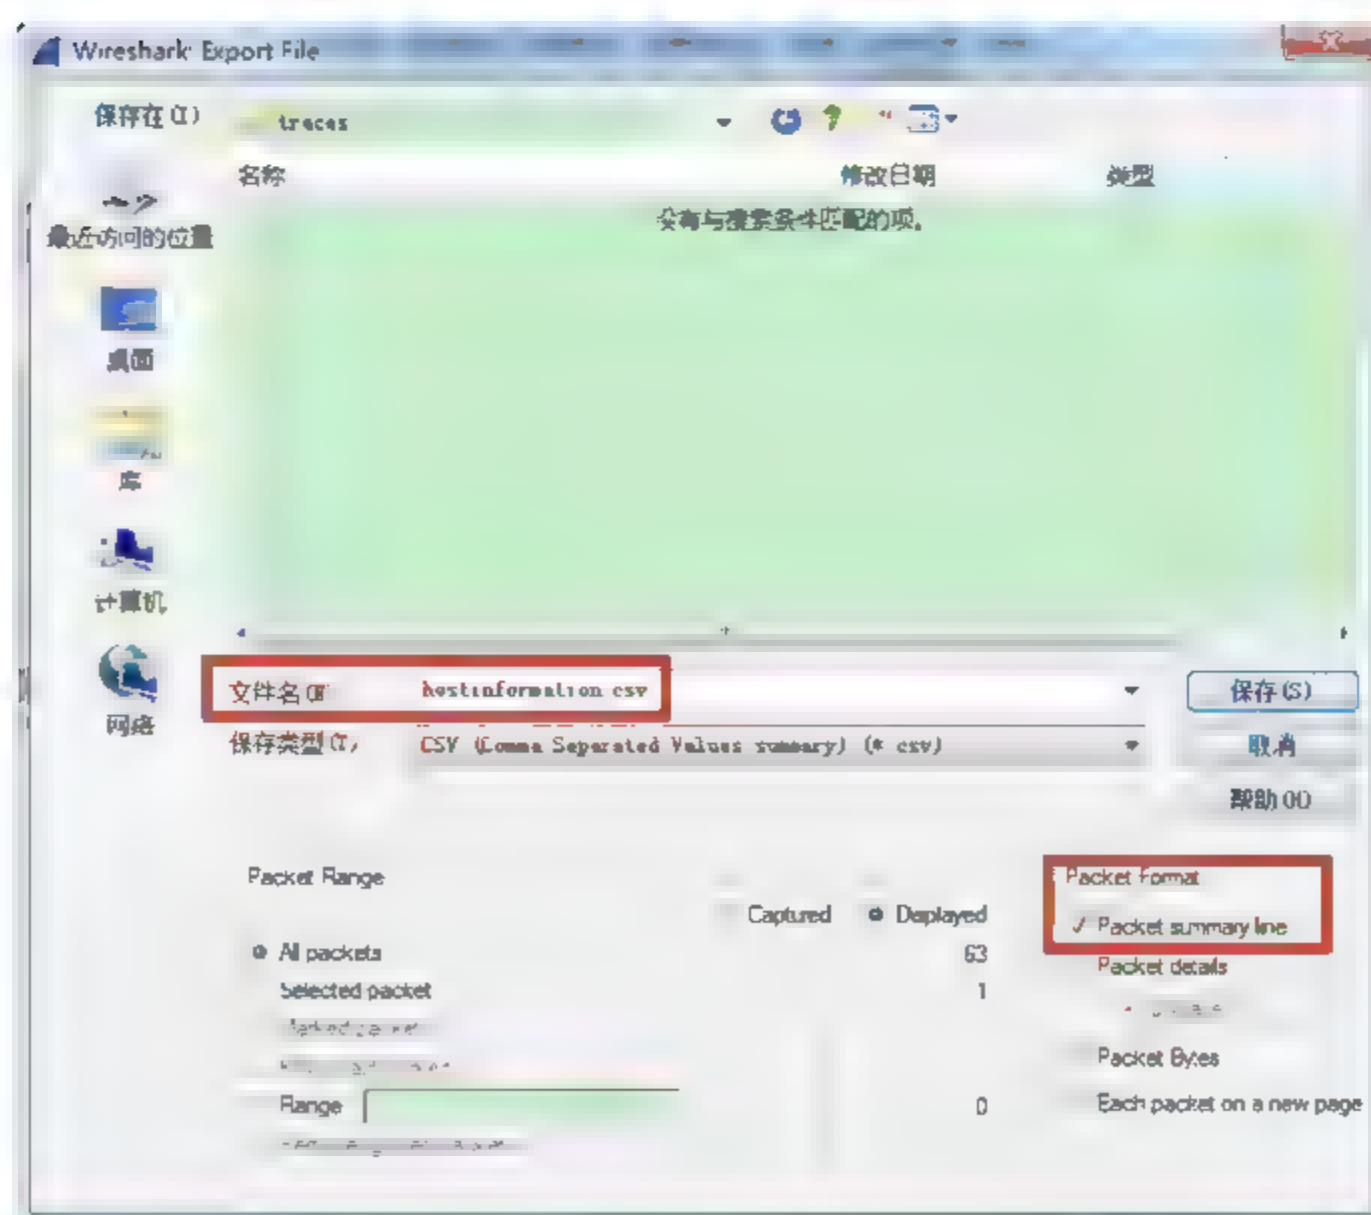 Wireshark: Export File
保存在(I)
traces
名称
修改日期
类型
没有与搜索条件匹配的项。
最近访问的位置
桌面
库
计算机
网络
文件名(N
hostinformation csv
保存(S)
保存类型(T)
CSV (Comma Separated Values summary) (* csv)
取消
帮助(H)
Packet Range
Packet Format
Captured
Displayed
Packet summary line
All packets
63
Packet details
Selected packet
1
Packet Bytes
Range
0
Each packet on a new page